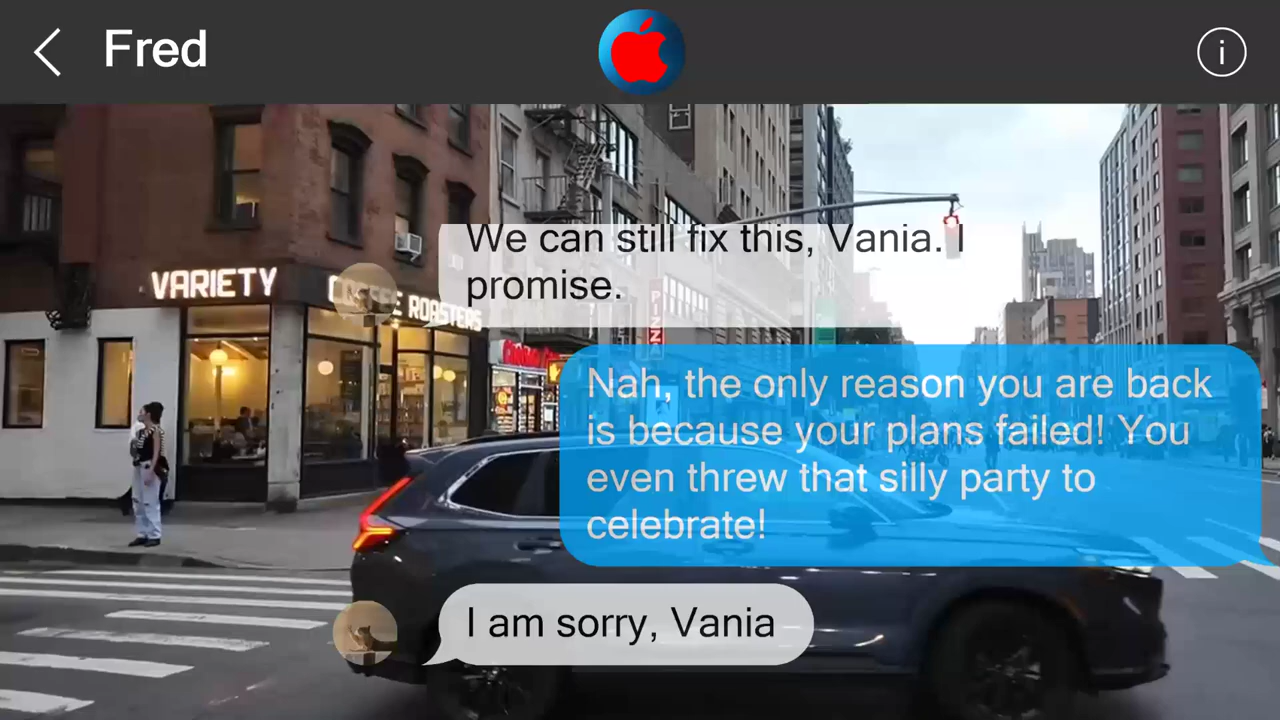 Fred
i
We can still fix this, Vania. I
promise.
VARIETY
COFFEE ROASTERS
PIZZA
Nah, the only reason you are back
is because your plans failed! You
even threw that silly party to
celebrate!
I am sorry, Vania